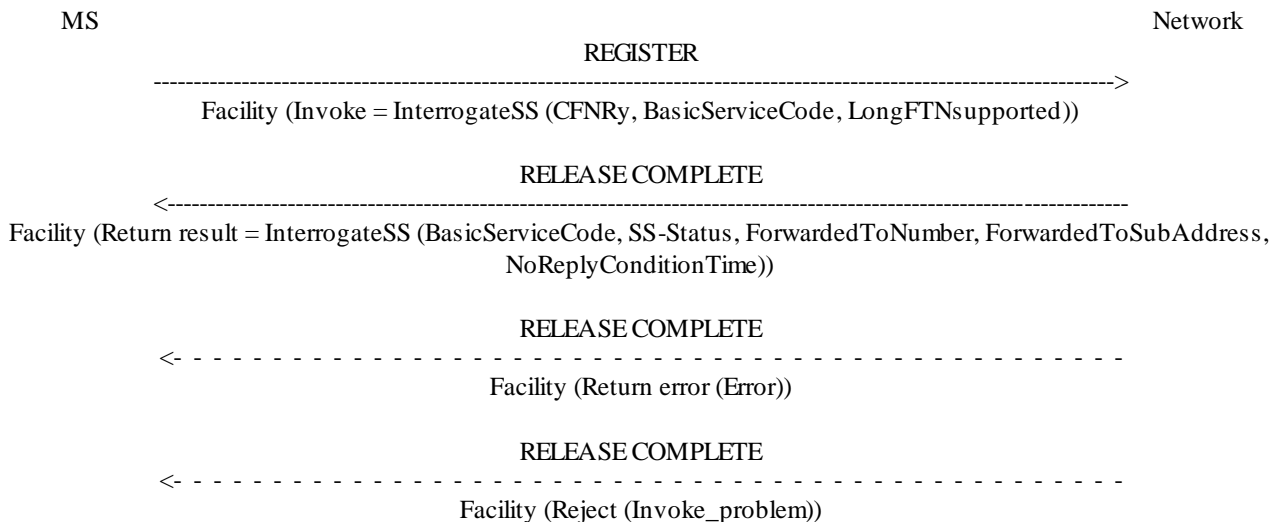 MS Network
REGISTER
Facility (Invoke = InterrogateSS (CFNRy, BasicServiceCode, LongFTNsupported))
RELEASE COMPLETE
Facility (Return result = InterrogateSS (BasicServiceCode, SS-Status, ForwardedToNumber, ForwardedToSubAddress,
NoReplyConditionTime))
RELEASE COMPLETE
Facility (Return error (Error))
RELEASE COMPLETE
Facility (Reject (Invoke_problem))